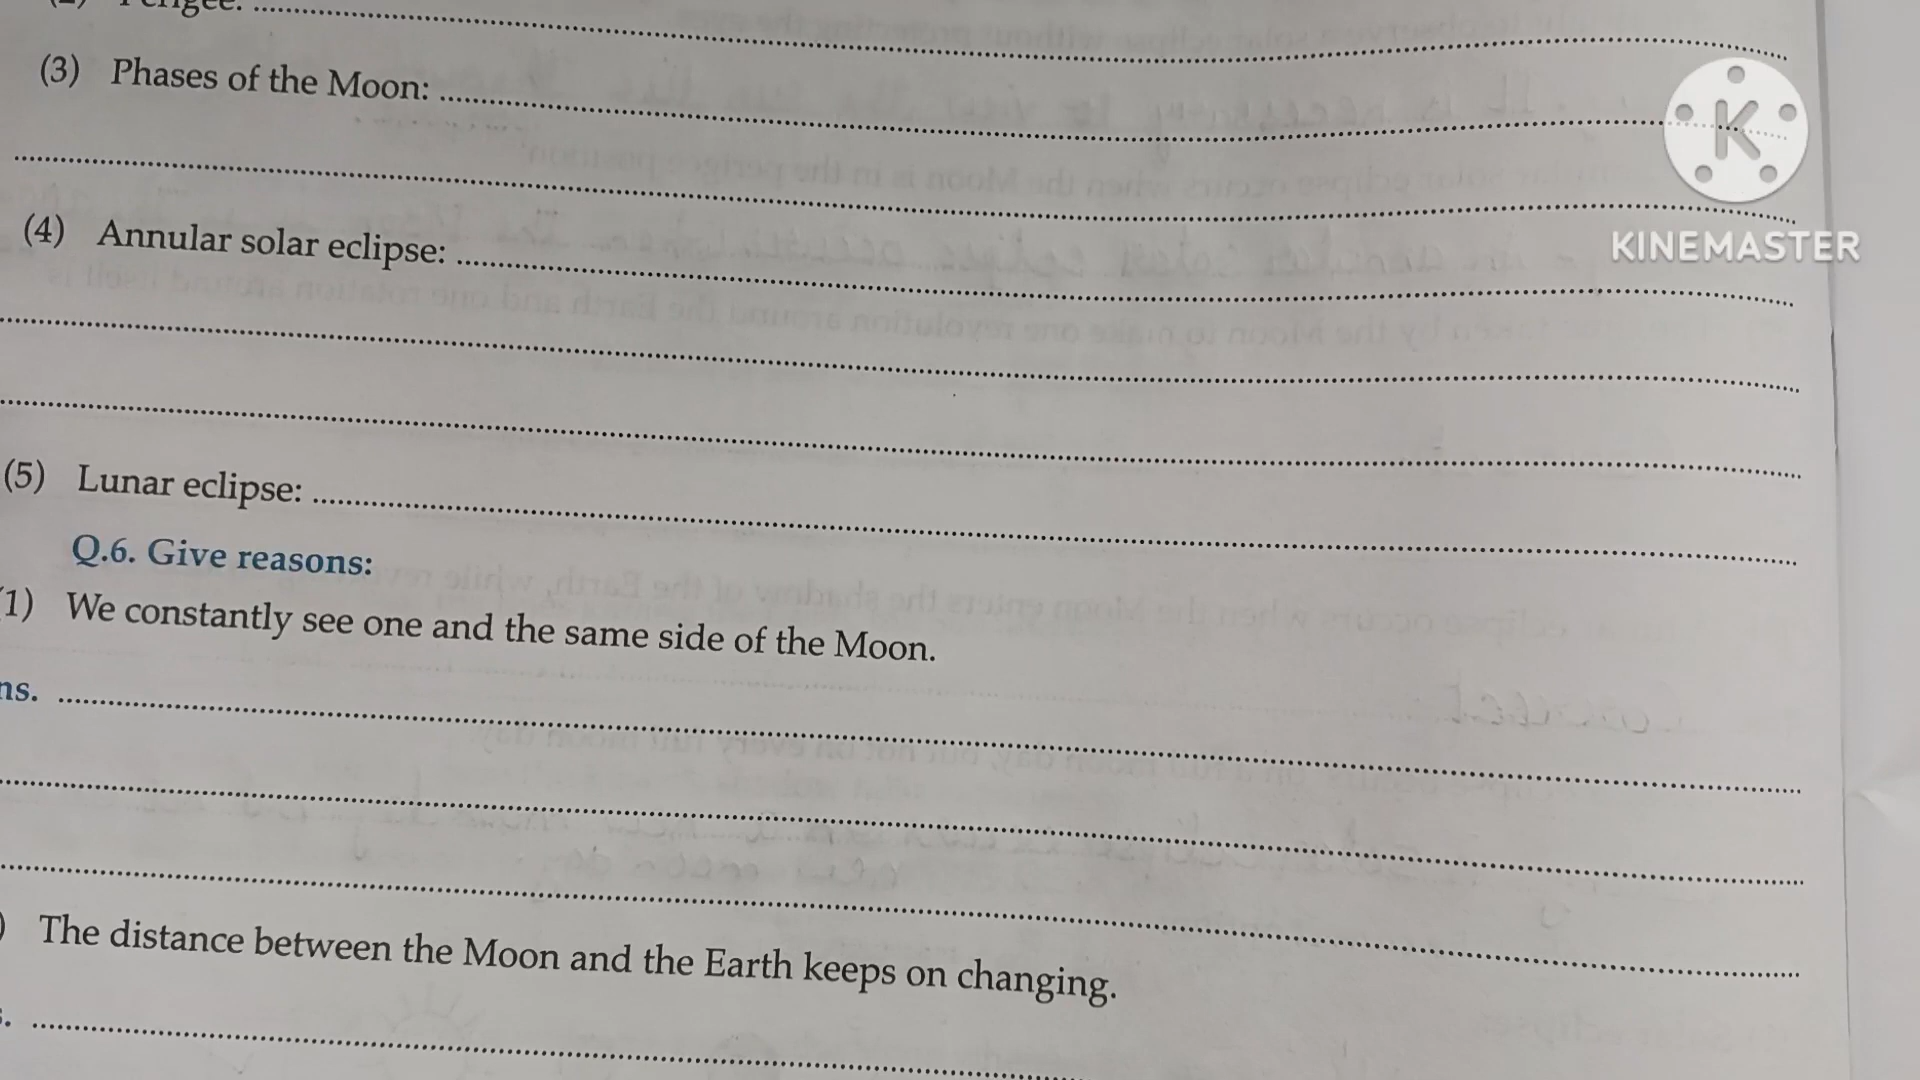 Perigee:
(3) Phases of the Moon:
K
KINEMASTER
(4) Annular solar eclipse:
(5) Lunar eclipse:
Q.6. Give reasons:
1) We constantly see one and the same side of the Moon.
ns.
) The distance between the Moon and the Earth keeps on changing.
s.